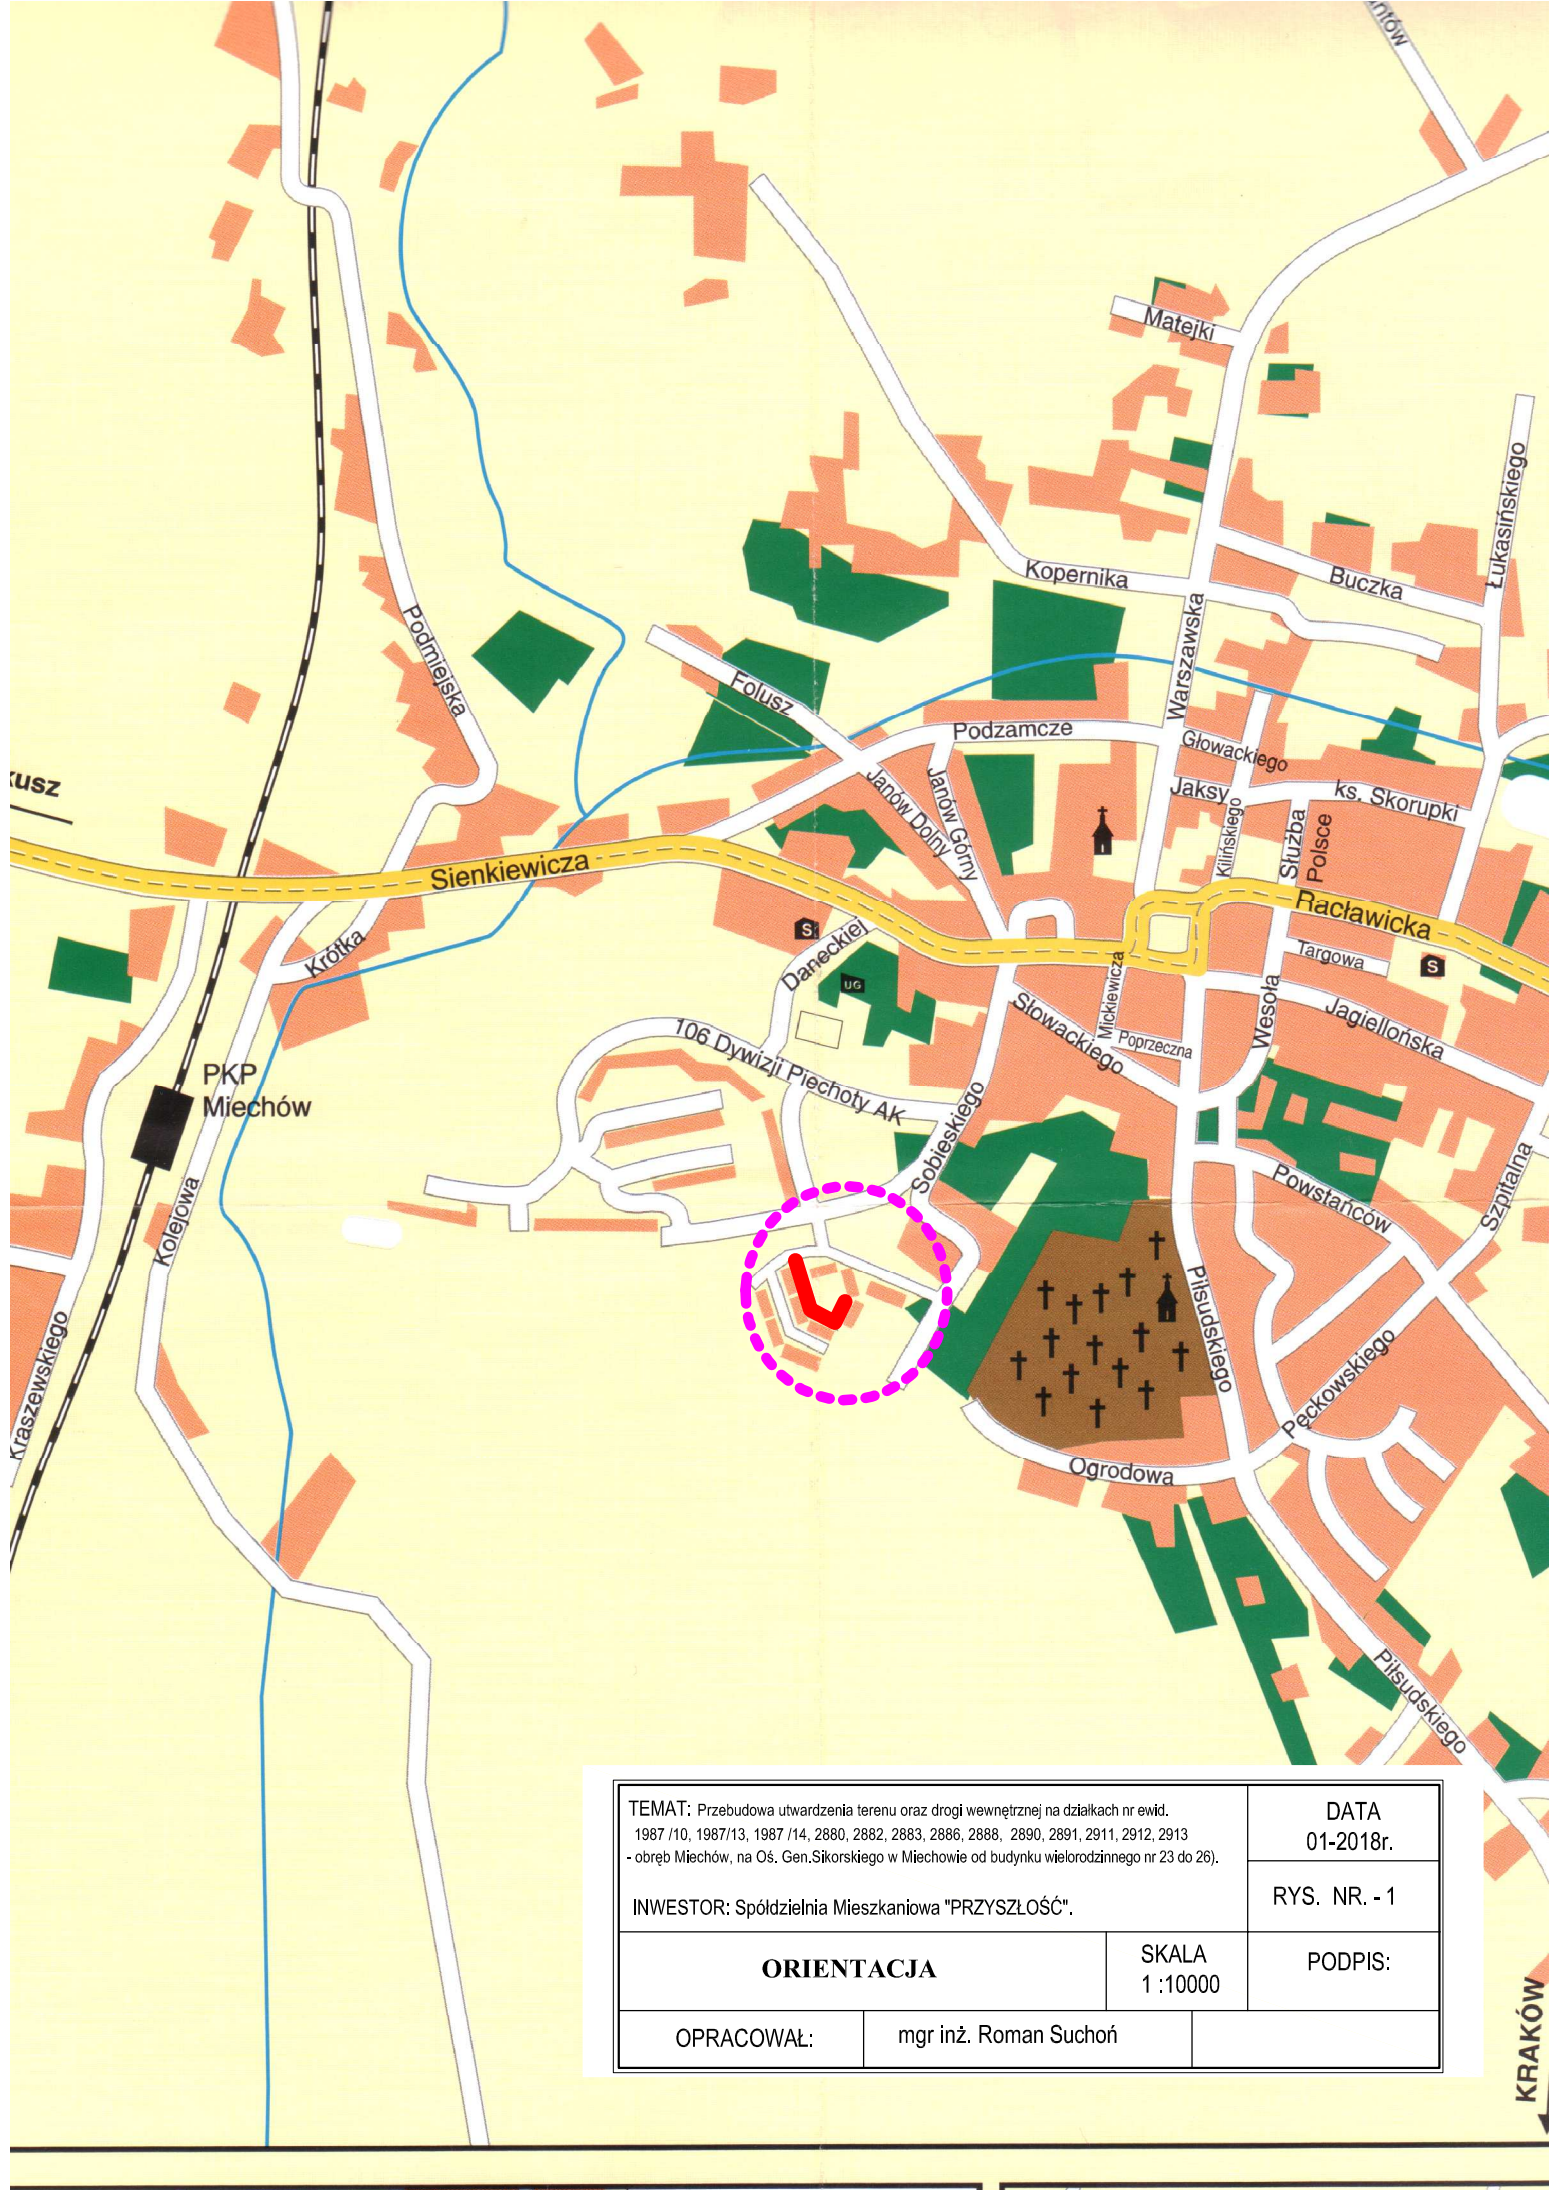 Matejki
Łukasińskiego
Kopernika
Buczka
Warszawska
Podmiejska
Folusz
Podzamcze
Głowackiego
Janów Dolny
Janów Górny
Jaksy
ks. Skorupki
Kilińskiego
Służba
Polsce
Sienkiewicza
Racławicka
S
Daneckiej
Krótka
Targowa
S
UG
Mickiewicza
Wesoła
Słowackiego
Jagiellońska
106 Dywizji Piechoty AK
Poprzeczna
PKP
Miechów
Sobieskiego
Powstańców
Szpitalna
Kolejowa
Piłsudskiego
Kraszewskiego
Pęckowskiego
Ogrodowa
Piłsudskiego
TEMAT: Przebudowa utwardzenia terenu oraz drogi wewnętrznej na działkach nr ewid.
1987 /10, 1987/13, 1987 /14, 2880, 2882, 2883, 2886, 2888, 2890, 2891, 2911, 2912, 2913
- obręb Miechów, na Oś. Gen.Sikorskiego w Miechowie od budynku wielorodzinnego nr 23 do 26).
DATA
01-2018r.
INWESTOR: Spółdzielnia Mieszkaniowa "PRZYSZŁOŚĆ".
RYS. NR. - 1
ORIENTACJA
SKALA
1 :10000
PODPIS:
OPRACOWAŁ:
mgr inż. Roman Suchoń
KRAKÓW